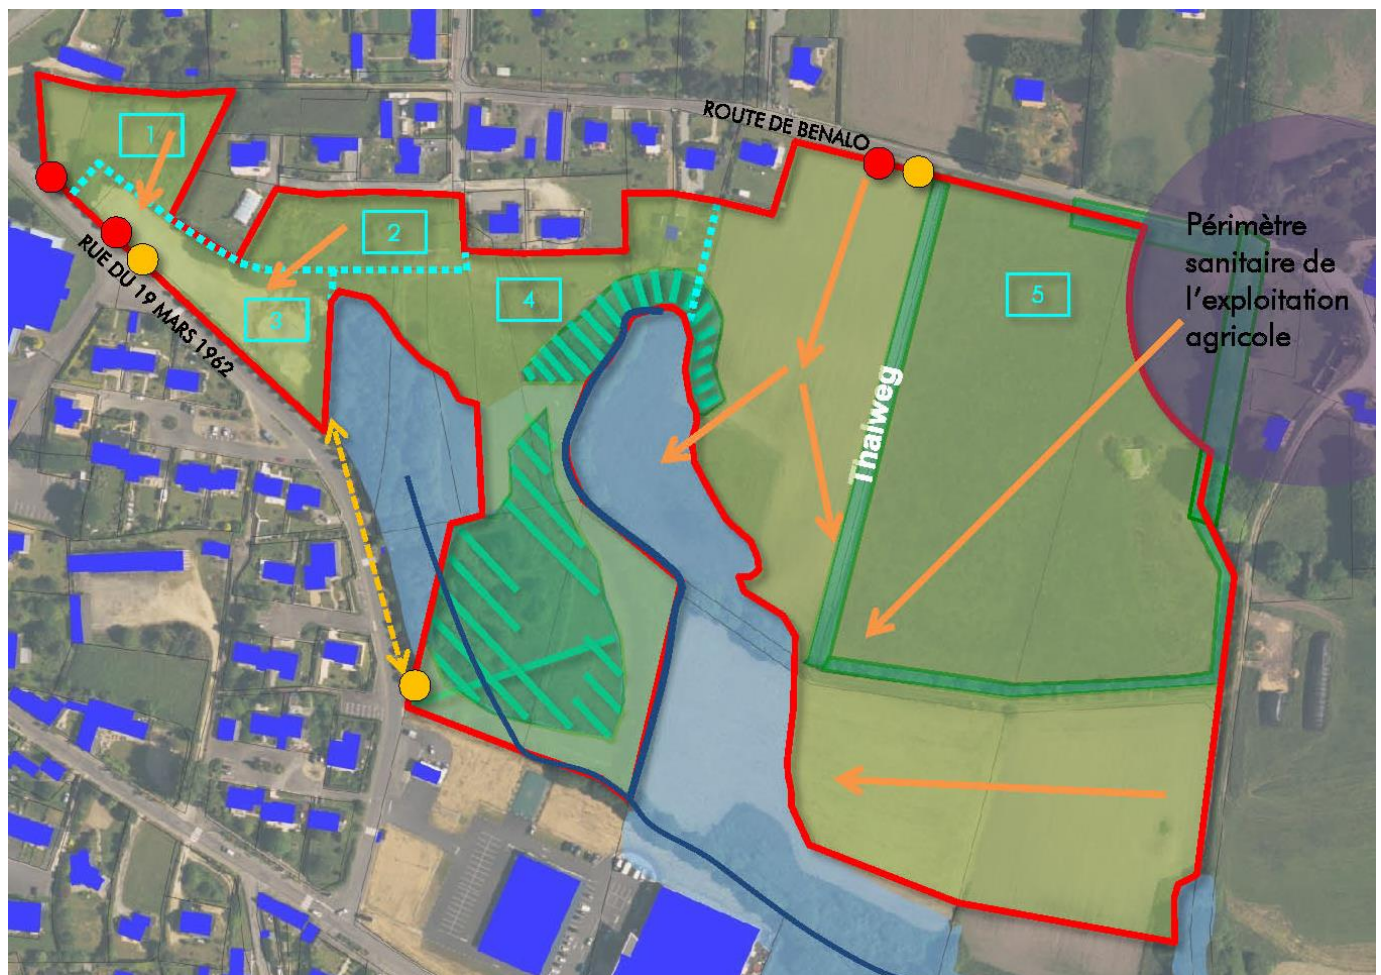 1
ROUTE DE BENALO
2
Périmètre
sanitaire de
l'exploitation
agricole
RUE DU 19 MARS 1962
3
4
5
Thalweg